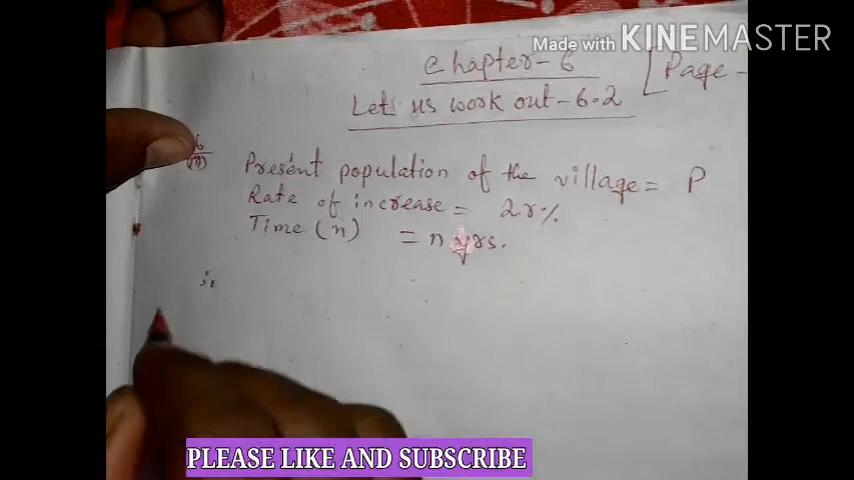 Made with KINEMASTER
Chapter-6 [Page-
Let us work out-6.2
6
Present population of the village = P
Rate of increase = 2r%
Time (n) = n yrs.
∴
PLEASE LIKE AND SUBSCRIBE